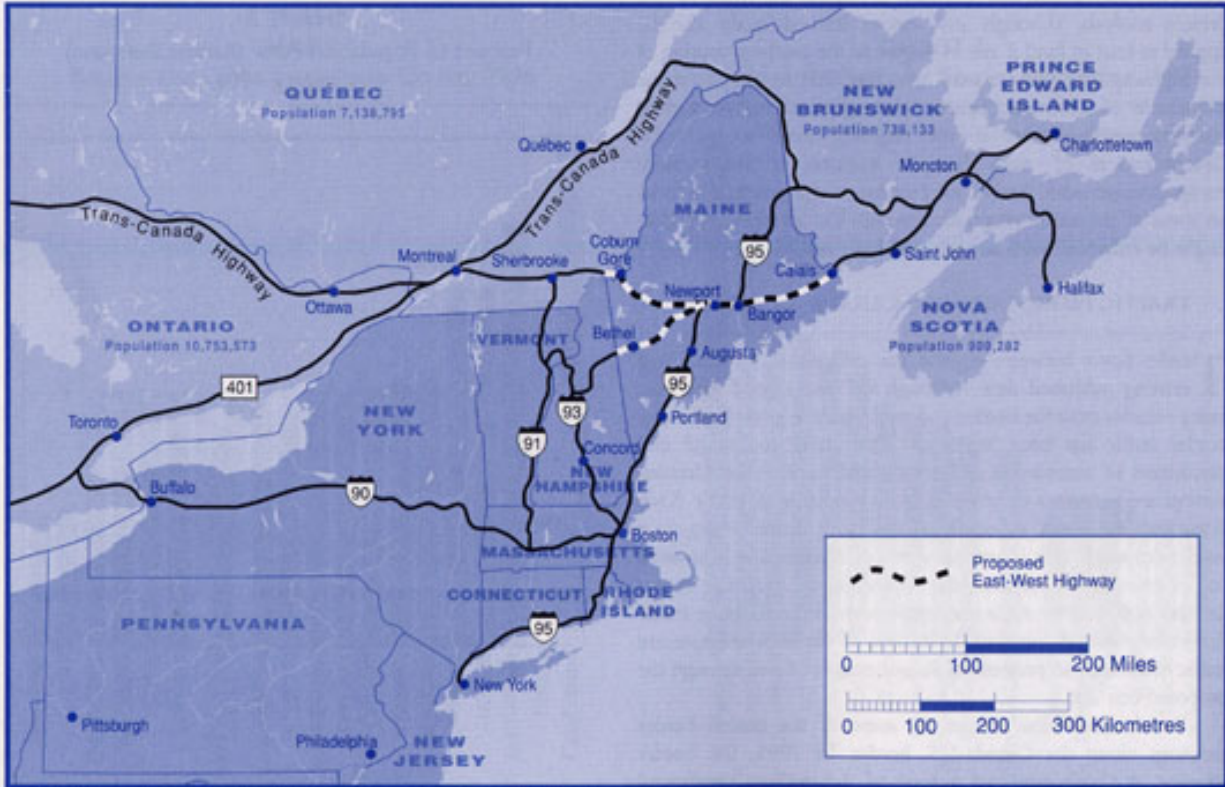 QUÉBEC
Population 7,138,795
PRINCE
EDWARD
ISLAND
NEW
BRUNSWICK
Population 738,133
Charlottetown
Québec
Trans-Canada Highway
Moncton
MAINE
Trans-Canada Highway
Montreal
Sherbrooke
Coburn
Gore
95
Calais
Saint John
Ottawa
Newport
Bangor
Halifax
NOVA
SCOTIA
Population 900,282
ONTARIO
Population 10,753,573
VERMONT
Bethel
Augusta
401
95
NEW
YORK
93
Portland
Toronto
91
Concord
NEW
HAMPSHIRE
Buffalo
90
Boston
MASSACHUSETTS
CONNECTICUT
RHODE
ISLAND
95
PENNSYLVANIA
New York
Pittsburgh
Philadelphia
NEW
JERSEY
Proposed
East-West Highway
0 100 200 Miles
0 100 200 300 Kilometres